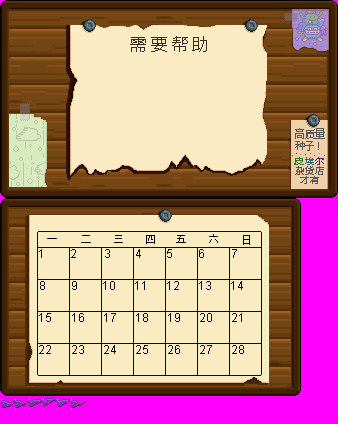 需要帮助
高质量
种子！
皮埃尔
杂货店
才有
一 二 三 四 五 六 日
1 2 3 4 5 6 7
8 9 10 11 12 13 14
15 16 17 18 19 20 21
22 23 24 25 26 27 28